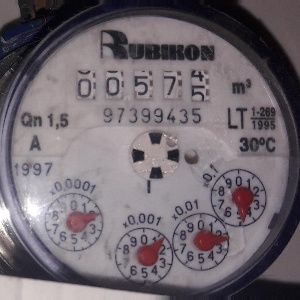 RUBIKON
0057
m³
Qn 1,5
97399435
LT 1-269
1995
A
30°C
1997
x0,0001
x0,001
x0,01
x0,1